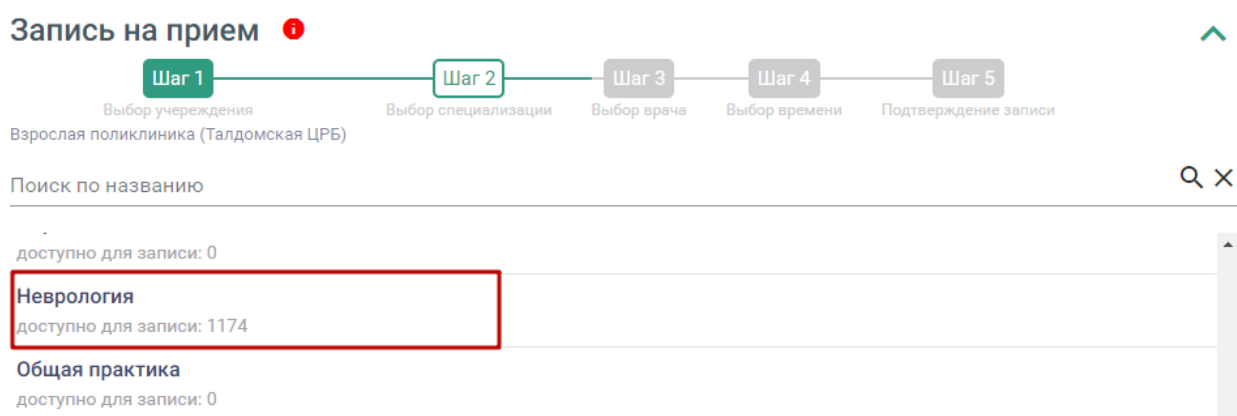 Запись на прием
Шаг 1 Шаг 2 Шаг 3 Шаг 4 Шаг 5
Выбор учереждения Выбор специализации Выбор врача Выбор времени Подтверждение записи
Взрослая поликлиника (Талдомская ЦРБ)
Поиск по названию
доступно для записи: 0
Неврология
доступно для записи: 1174
Общая практика
доступно для записи: 0